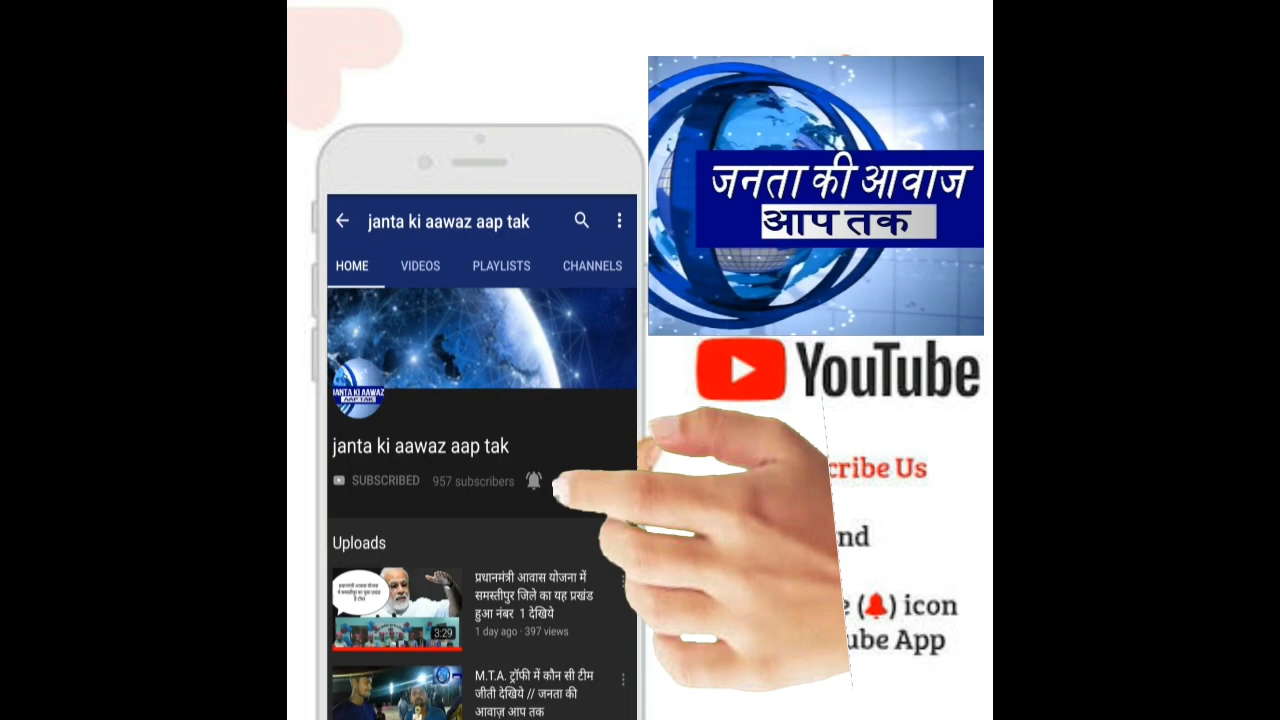 जनता की आवाज
आप तक
janta ki aawaz aap tak
HOME VIDEOS PLAYLISTS CHANNELS
YouTube
JANTA KI AAWAZ
AAP TAK
janta ki aawaz aap tak
SUBSCRIBED 957 subscribers
cribe Us
nd
e ( ) icon
ube App
Uploads
प्रधानमंत्री आवास योजना में
समस्तीपुर जिले का यह प्रखंड
हुआ नंबर 1 देखिये
1 day ago · 397 views
3:29
M.T.A. ट्रॉफी में कौन सी टीम
जीती देखिये // जनता की
आवाज़ आप तक